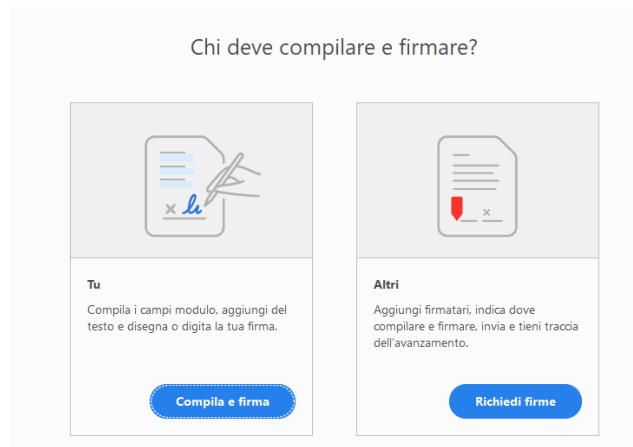 Chi deve compilare e firmare?
Tu
Compila i campi modulo, aggiungi del
testo e disegna o digita la tua firma.
Compila e firma
Altri
Aggiungi firmatari, indica dove
compilare e firmare, invia e tieni traccia
dell'avanzamento.
Richiedi firme